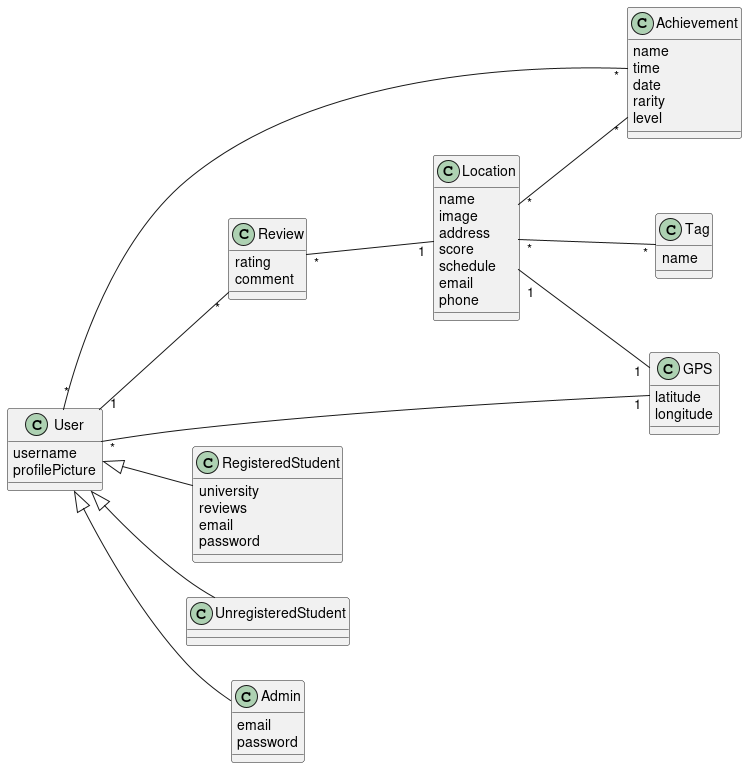 C Achievement
name
time
date
rarity
level
*
*
C Location
name
image
address
score
schedule
email
phone
*
*
*
1
1
C Tag
name
C Review
rating
comment
*
1
*
1
C GPS
latitude
longitude
1
1
*
*
C User
username
profilePicture
C RegisteredStudent
university
reviews
email
password
C UnregisteredStudent
C Admin
email
password